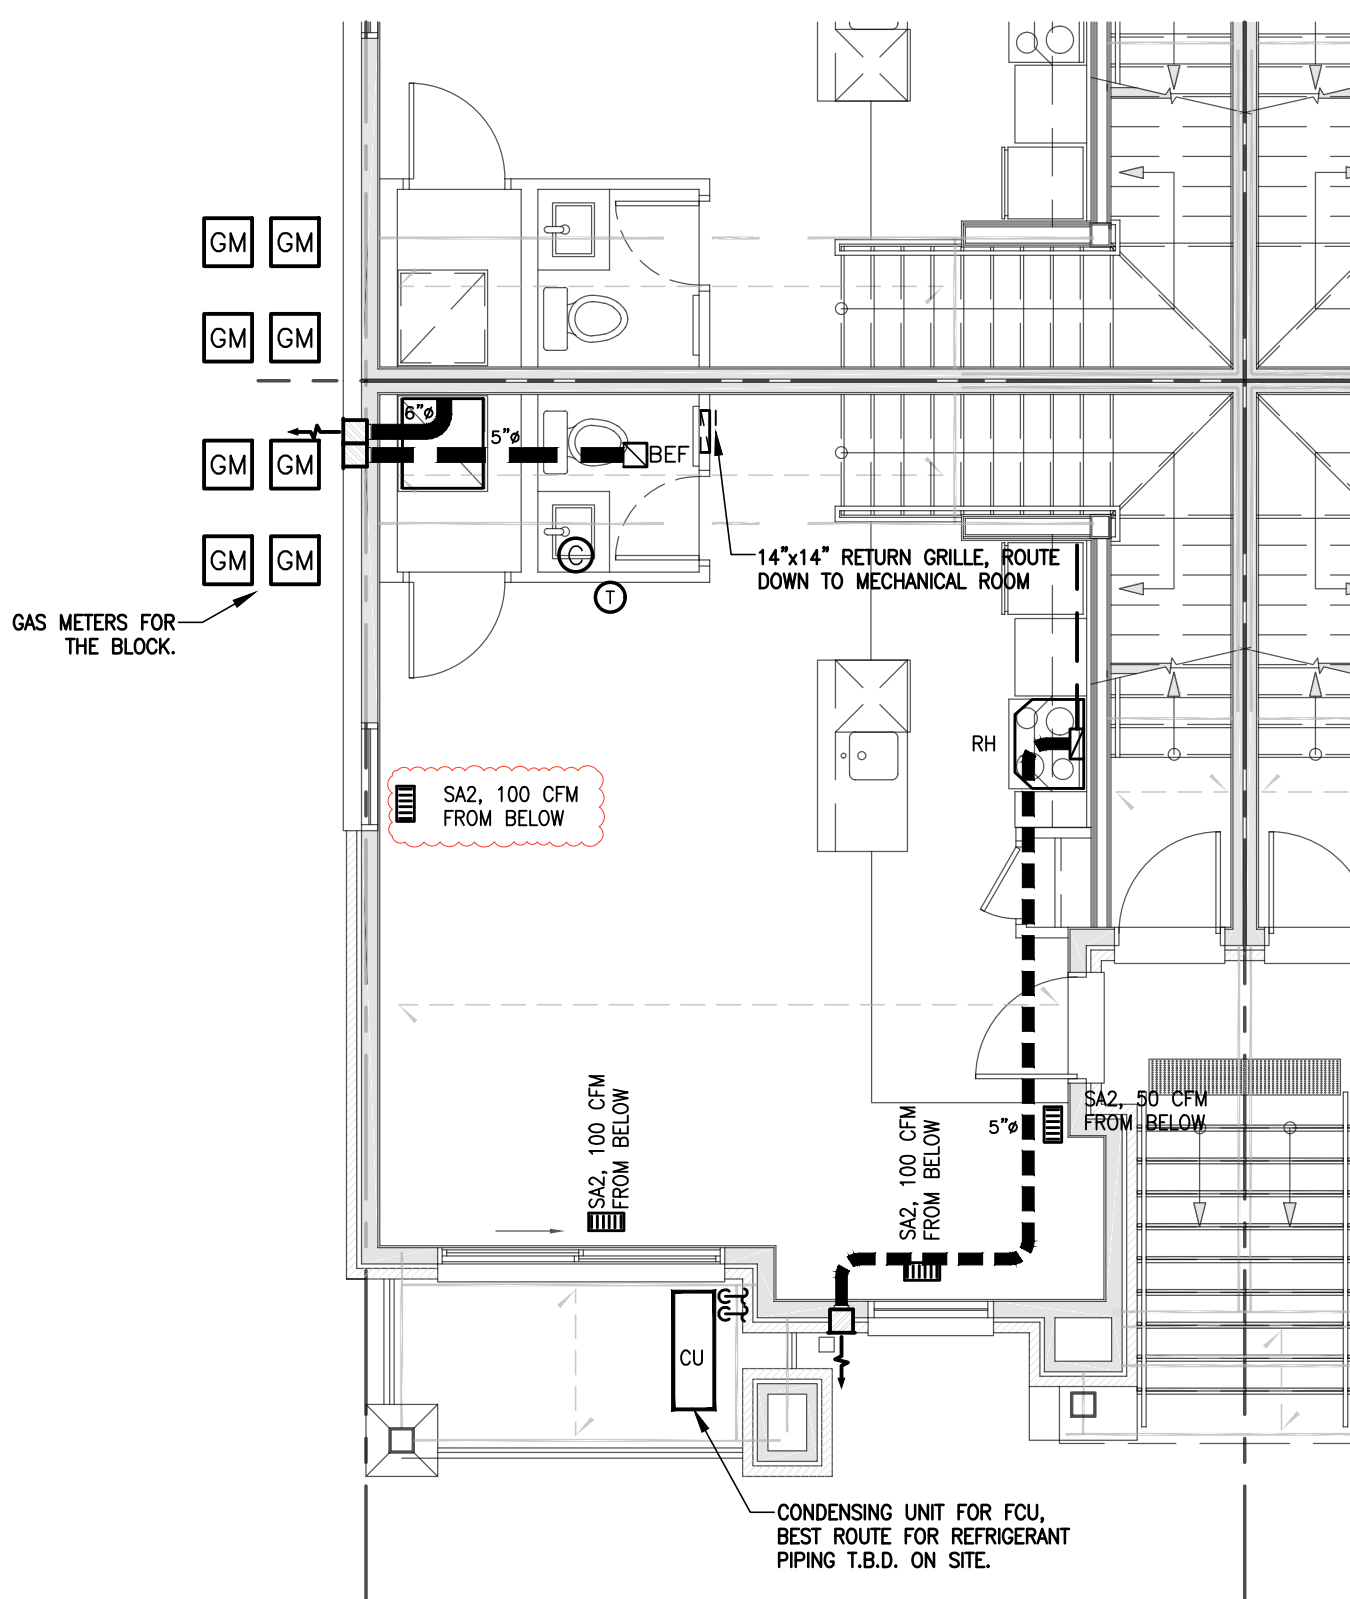 GM GM
GM GM
6"ø
5"ø
BEF
GM GM
C
14"x14" RETURN GRILLE, ROUTE
DOWN TO MECHANICAL ROOM
GM GM
T
GAS METERS FOR
THE BLOCK.
RH
SA2, 100 CFM
FROM BELOW
SA2, 100 CFM
FROM BELOW
SA2, 100 CFM
FROM BELOW
5"ø
SA2, 50 CFM
FROM BELOW
CU
CONDENSING UNIT FOR FCU,
BEST ROUTE FOR REFRIGERANT
PIPING T.B.D. ON SITE.